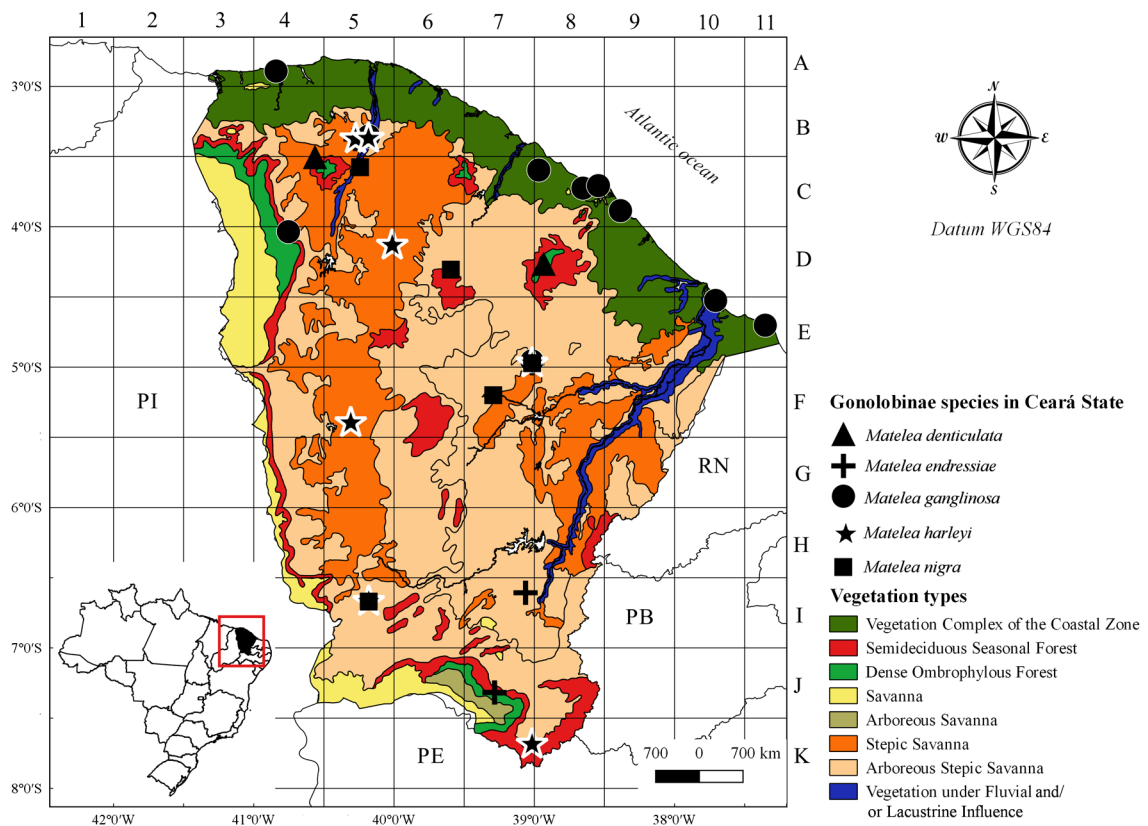 1 2 3 4 5 6 7 8 9 10 11
A
3°0'S
B
Atlantic ocean
N
W E
S
C
4°0'S
Datum WGS84
D
E
5°0'S
PI
F
Gonolobinae species in Ceará State
Matelea denticulata
RN
Matelea endressiae
G
Matelea ganglinosa
6°0'S
Matelea harleyi
H
Matelea nigra
Vegetation types
PB
I
Vegetation Complex of the Coastal Zone
7°0'S
Semideciduous Seasonal Forest
Dense Ombrophylous Forest
J
Savanna
Arboreous Savanna
PE
700 0 700 km
K
Stepic Savanna
Arboreous Stepic Savanna
8°0'S
Vegetation under Fluvial and/
or Lacustrine Influence
42°0'W 41°0'W 40°0'W 39°0'W 38°0'W